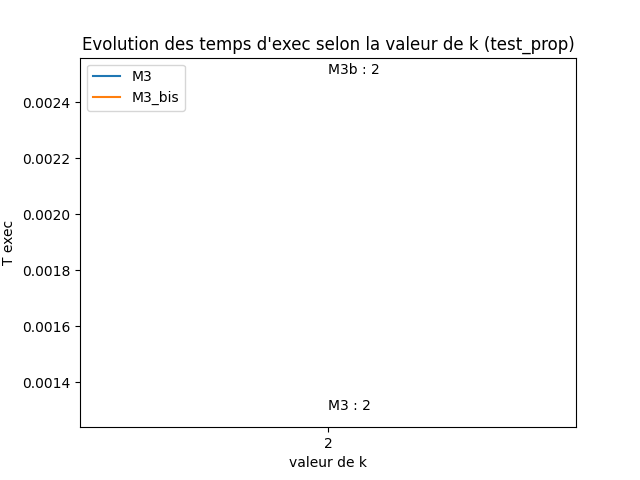 Evolution des temps d'exec selon la valeur de k (test_prop)
M3
M3_bis
M3b : 2
0.0024
0.0022
0.0020
0.0018
0.0016
0.0014
T exec
M3 : 2
2
valeur de k